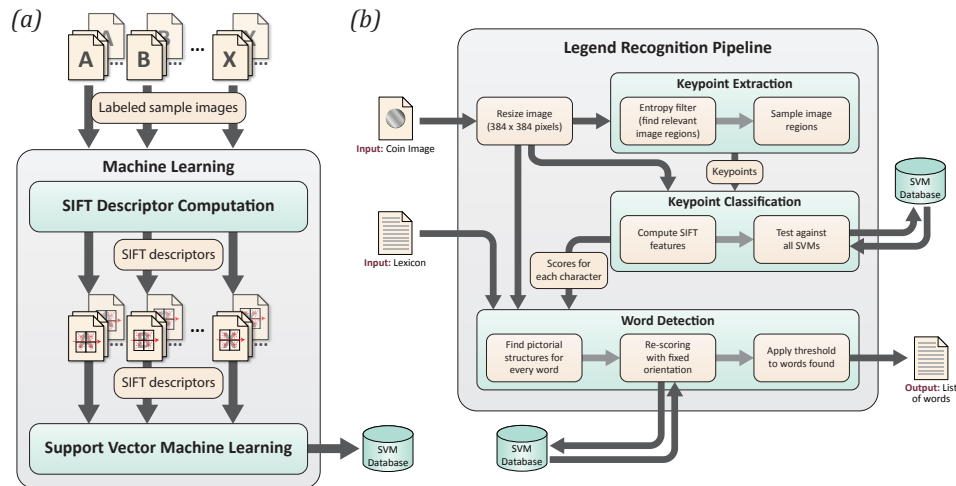 (a)
A A ...
B B ...
...
X X ...
Labeled sample images
Machine Learning
SIFT Descriptor Computation
SIFT descriptors
...
SIFT descriptors
Support Vector Machine Learning
SVM
Database
(b)
Legend Recognition Pipeline
Input: Coin Image
Resize image
(384 x 384 pixels)
Keypoint Extraction
Entropy filter
(find relevant
image regions)
Sample image
regions
Keypoints
Input: Lexicon
Keypoint Classification
Compute SIFT
features
Test against
all SVMs
SVM
Database
Scores for
each character
Word Detection
Find pictorial
structures for
every word
Re-scoring
with fixed
orientation
Apply threshold
to words found
Output: List
of words
SVM
Database